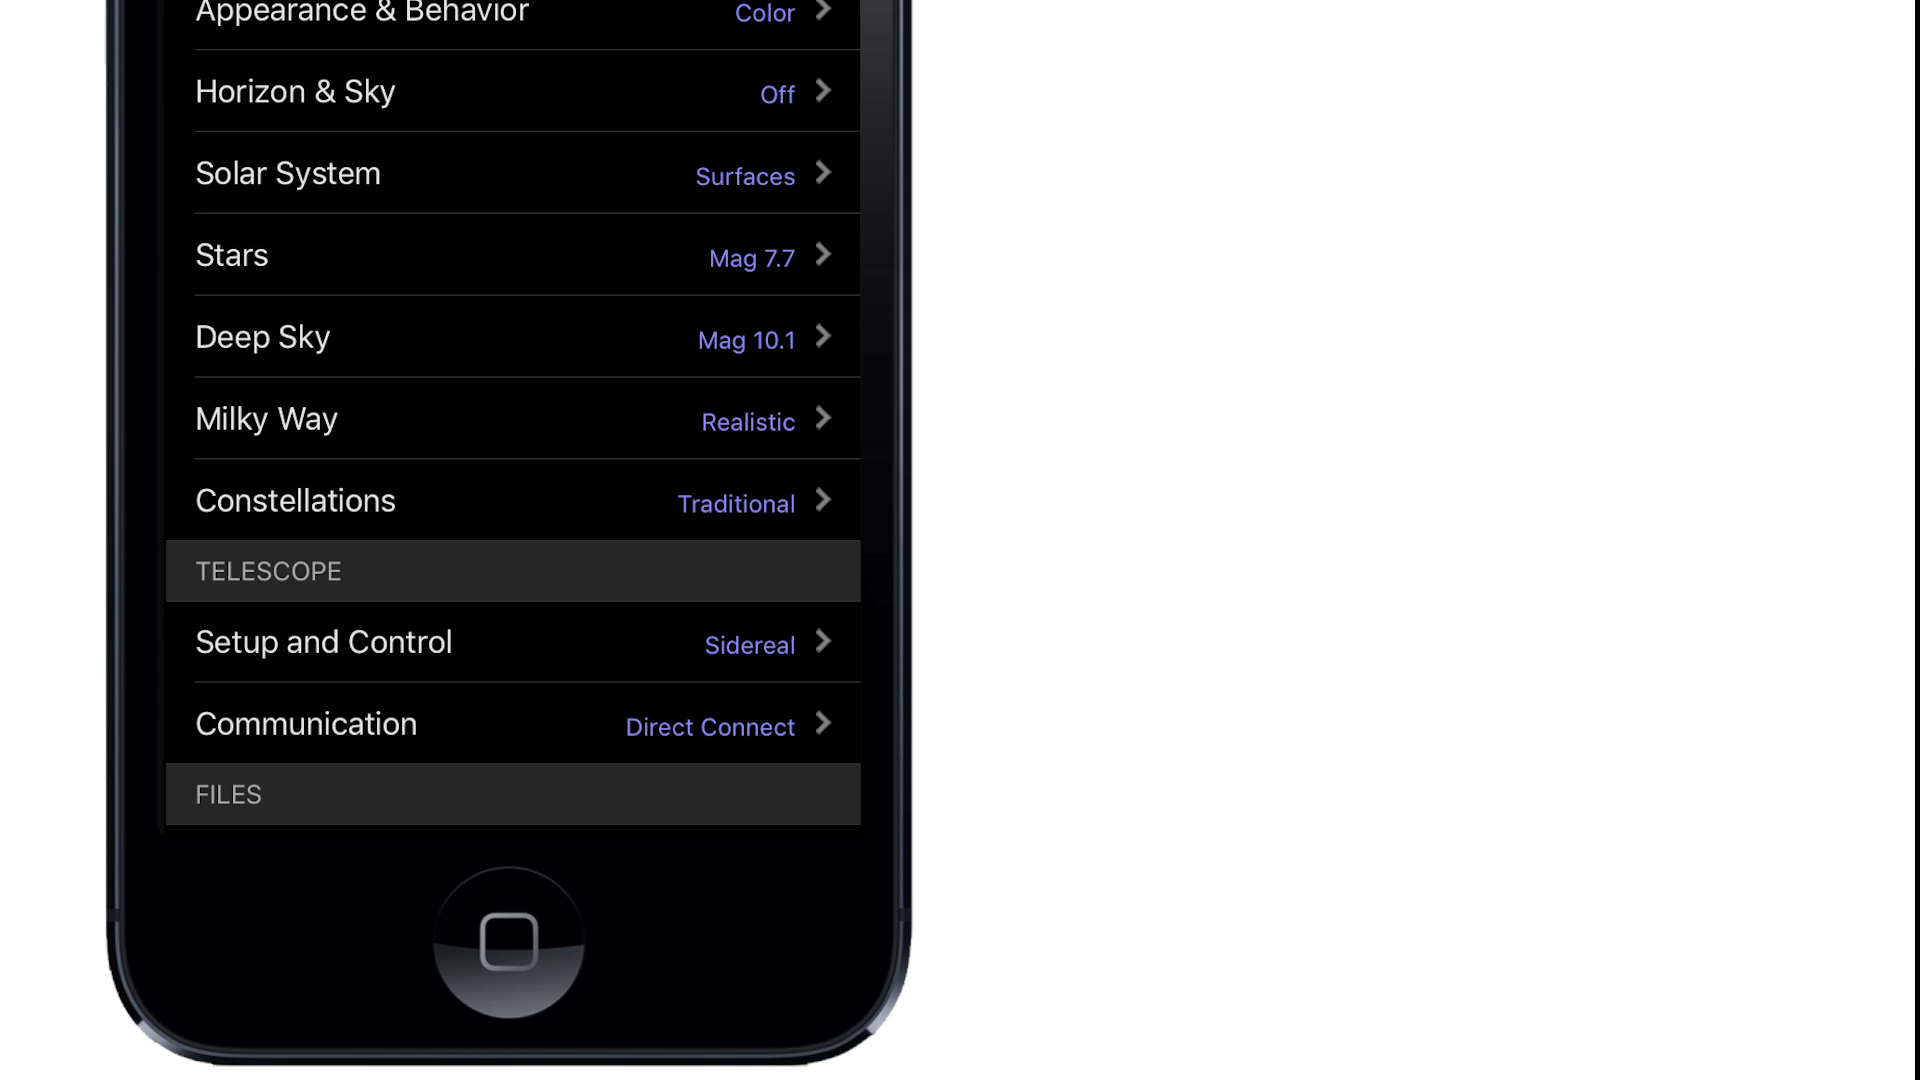 Appearance & Behavior Color
Horizon & Sky Off
Solar System Surfaces
Stars Mag 7.7
Deep Sky Mag 10.1
Milky Way Realistic
Constellations Traditional
TELESCOPE
Setup and Control Sidereal
Communication Direct Connect
FILES